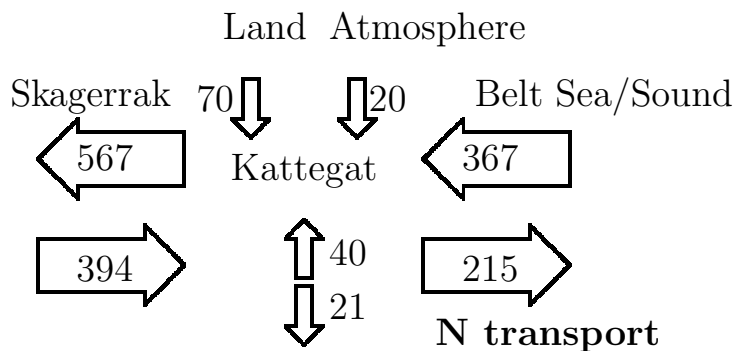 Land Atmosphere
Skagerrak 70 20 Belt Sea/Sound
567 Kattegat 367
394 40 215
21
N transport